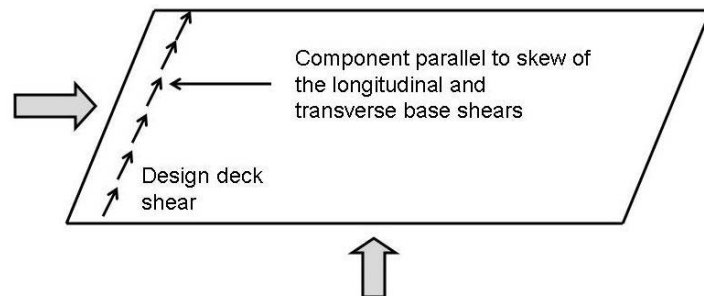 Component parallel to skew of
the longitudinal and
transverse base shears
Design deck
shear